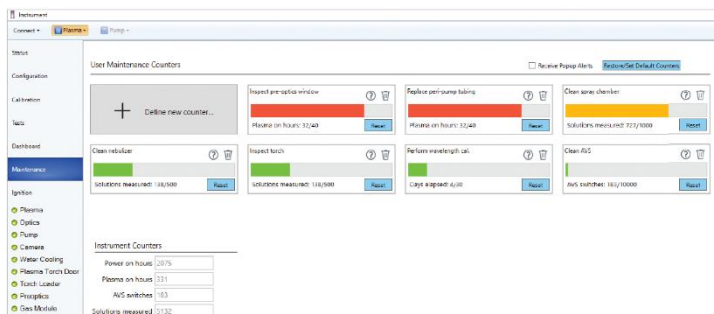 Instrument
Connect
Plasma
Pump
Status
Configuration
Calibration
Tests
Dashboard
Maintenance
Ignition
Plasma
Optics
Pump
Camera
Water Cooling
Plasma Torch Door
Torch Loader
Preoptics
Gas Module
User Maintenance Counters
Receive Popup Alerts
Restore/Set Default Counters
Define new counter...
Inspect pre-optics window
Plasma on hours: 32/40
Reset
Replace peri-pump tubing
Plasma on hours: 32/40
Reset
Clean spray chamber
Solutions measured: 727/1000
Reset
Clean nebulizer
Solutions measured: 138/500
Reset
Inspect torch
Solutions measured: 138/500
Reset
Perform wavelength cal.
Days elapsed: 6/30
Reset
Clean AVS
AVS switches: 183/10000
Reset
Instrument Counters
Power on hours 2075
Plasma on hours 331
AVS switches 183
Solutions measured 5132